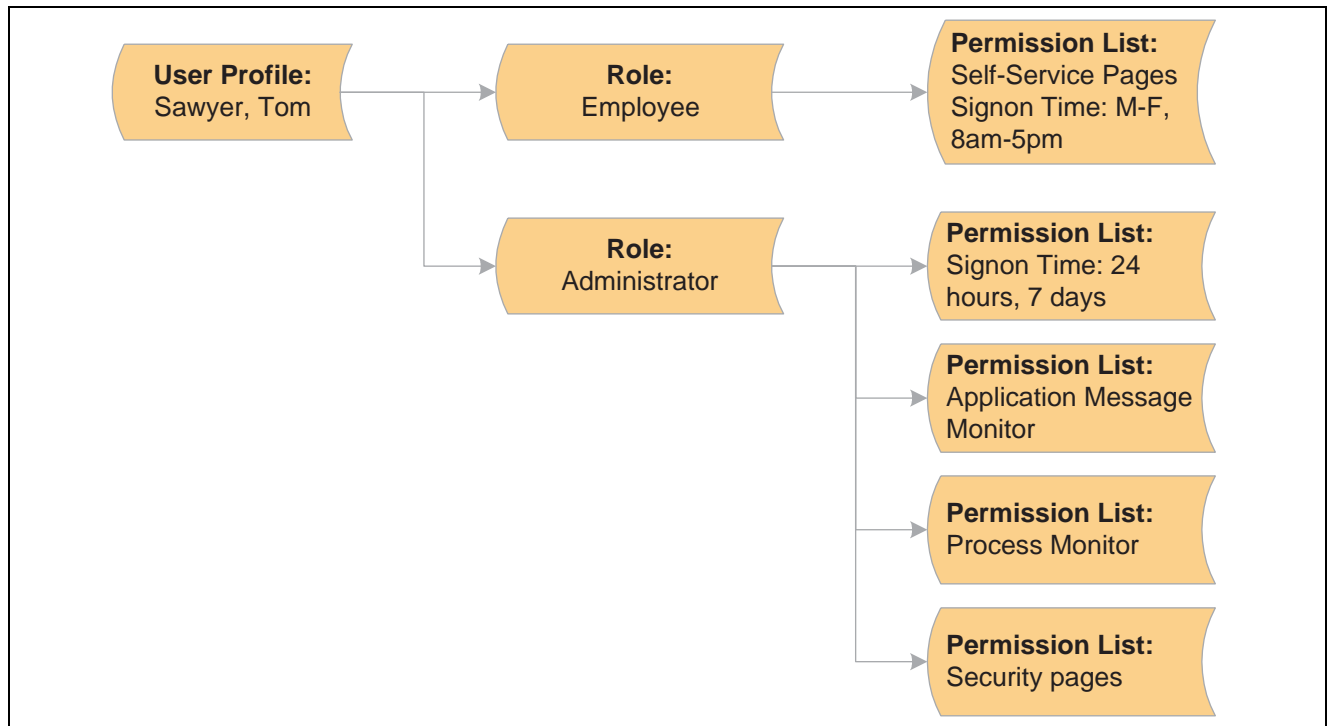 User Profile:
Sawyer, Tom
Role:
Employee
Permission List:
Self-Service Pages
Signon Time: M-F,
8am-5pm
Role:
Administrator
Permission List:
Signon Time: 24
hours, 7 days
Permission List:
Application Message
Monitor
Permission List:
Process Monitor
Permission List:
Security pages